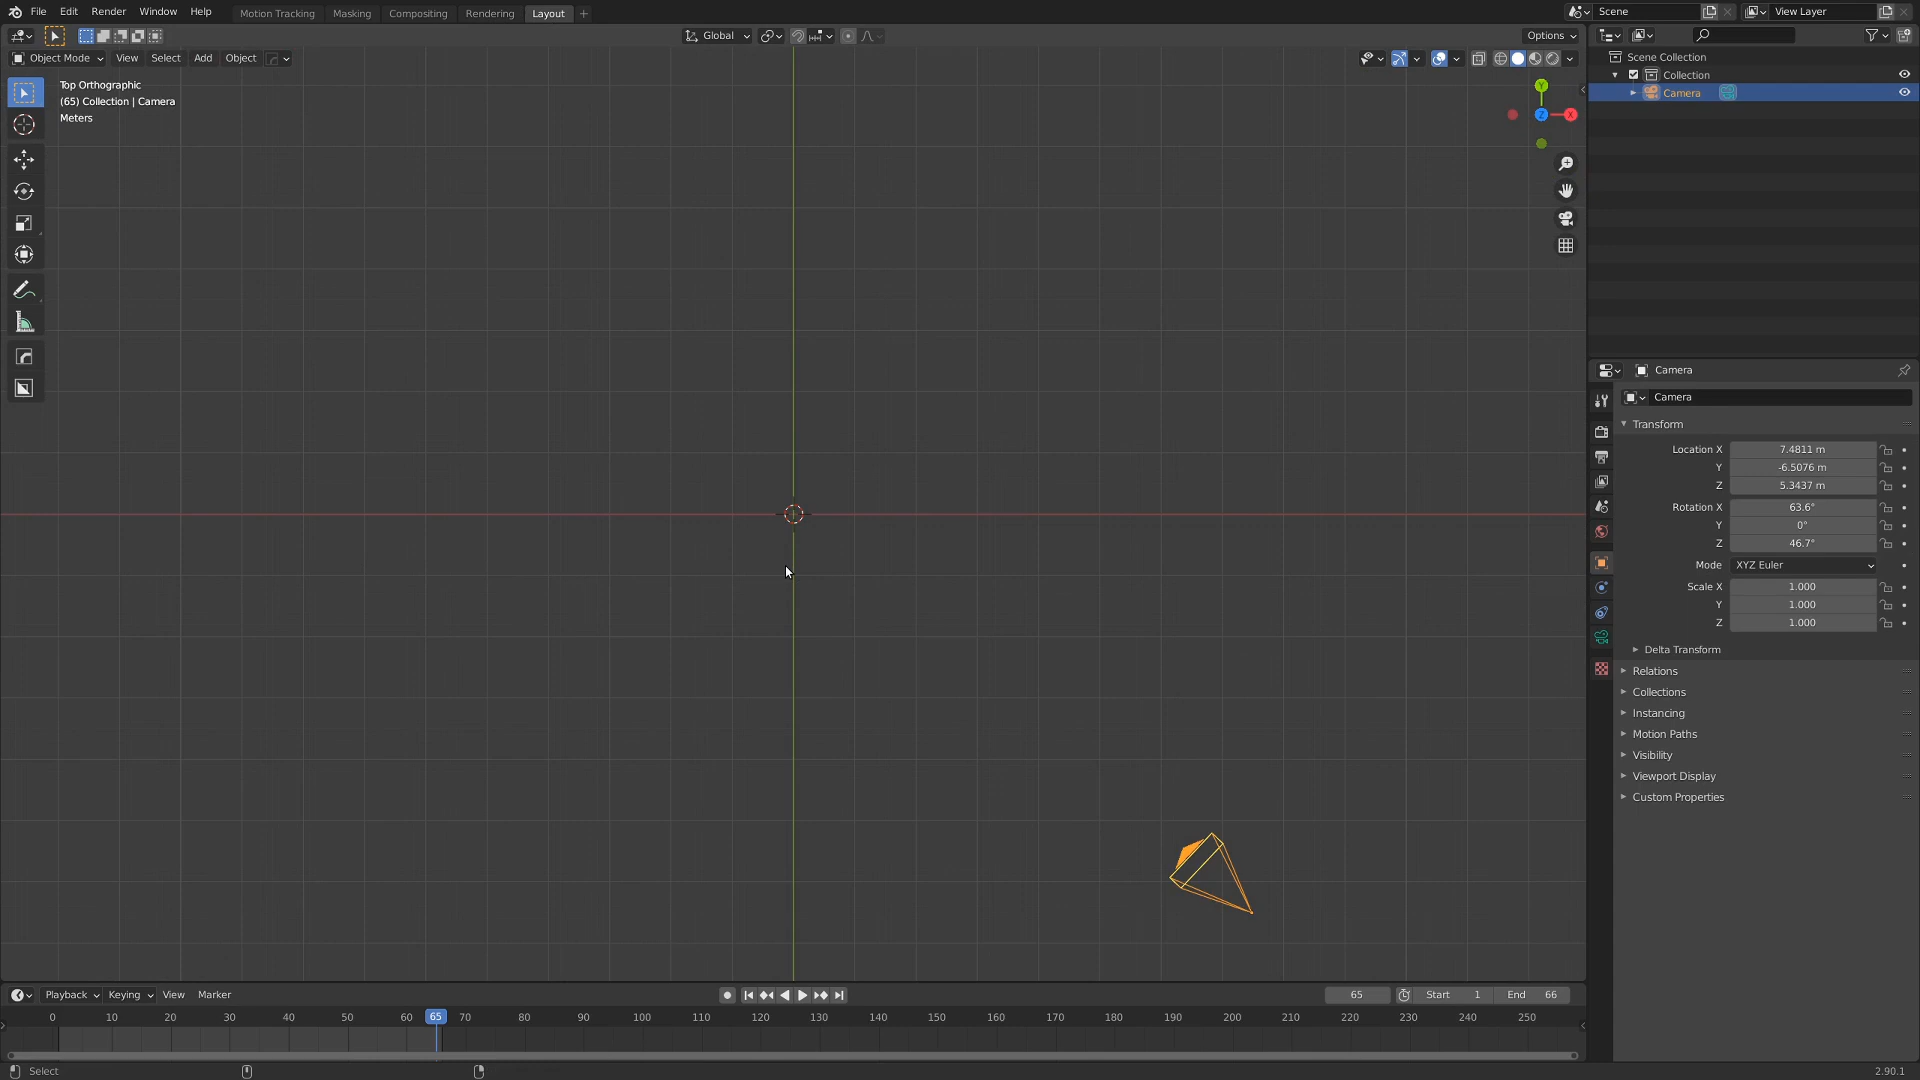 File Edit Render Window Help Motion Tracking Masking Compositing Rendering Layout + Scene View Layer
Global Options
Object Mode View Select Add Object
Top Orthographic
(65) Collection | Camera
Meters
Y
Z X
Scene Collection
Collection
Camera
Camera
Camera
Transform
Location X 7.4811 m
Y -6.5076 m
Z 5.3437 m
Rotation X 63.6°
Y 0°
Z 46.7°
Mode XYZ Euler
Scale X 1.000
Y 1.000
Z 1.000
Delta Transform
Relations
Collections
Instancing
Motion Paths
Visibility
Viewport Display
Custom Properties
Playback Keying View Marker 65 Start 1 End 66
0 10 20 30 40 50 60 65 70 80 90 100 110 120 130 140 150 160 170 180 190 200 210 220 230 240 250
Select 2.90.1